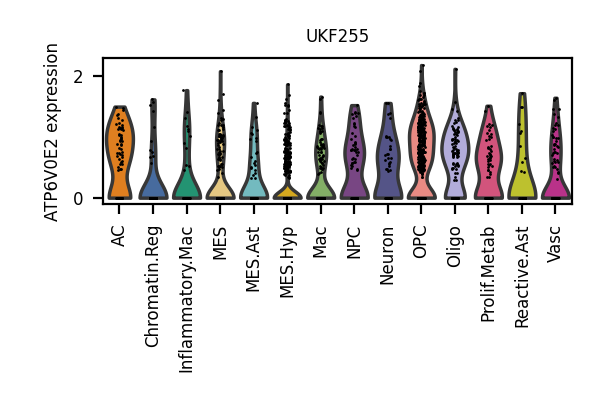 UKF255
ATP6V0E2 expression
2
0
AC
Chromatin.Reg
Inflammatory.Mac
MES
MES.Ast
MES.Hyp
Mac
NPC
Neuron
OPC
Oligo
Prolif.Metab
Reactive.Ast
Vasc